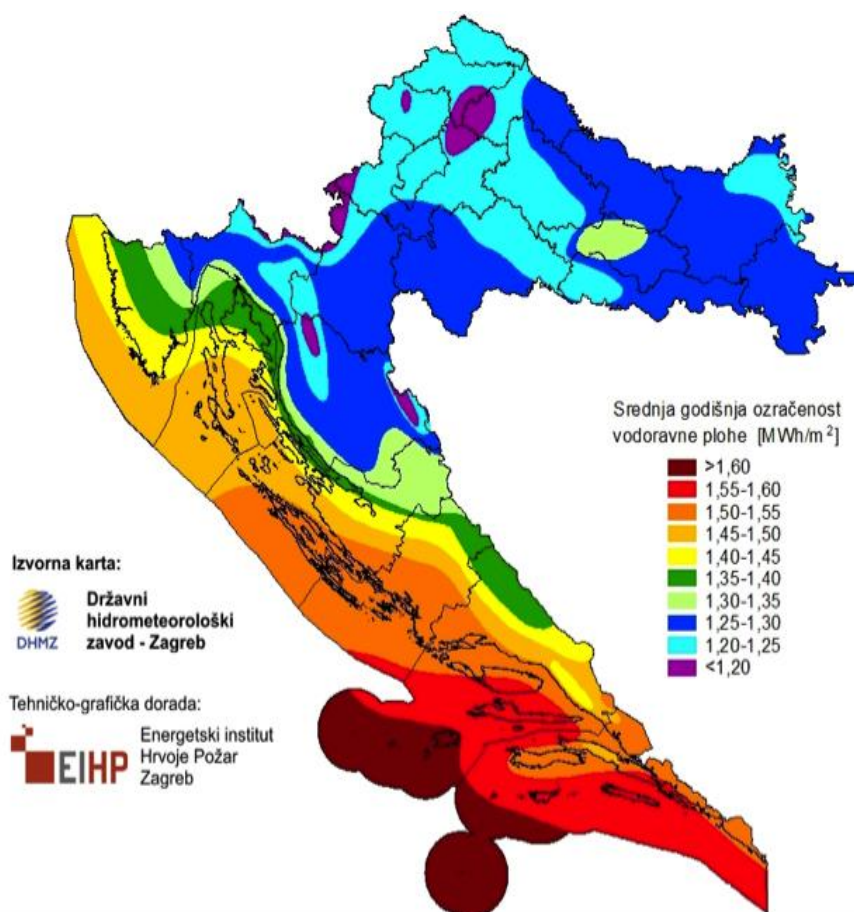 Srednja godišnja ozračenost
vodoravne plohe [MWh/m²]
>1,60
1,55-1,60
1,50-1,55
1,45-1,50
1,40-1,45
1,35-1,40
1,30-1,35
1,25-1,30
1,20-1,25
<1,20
Izvorna karta:
DHMZ
Državni
hidrometeorološki
zavod - Zagreb
Tehničko-grafička dorada:
EIHP
Energetski institut
Hrvoje Požar
Zagreb